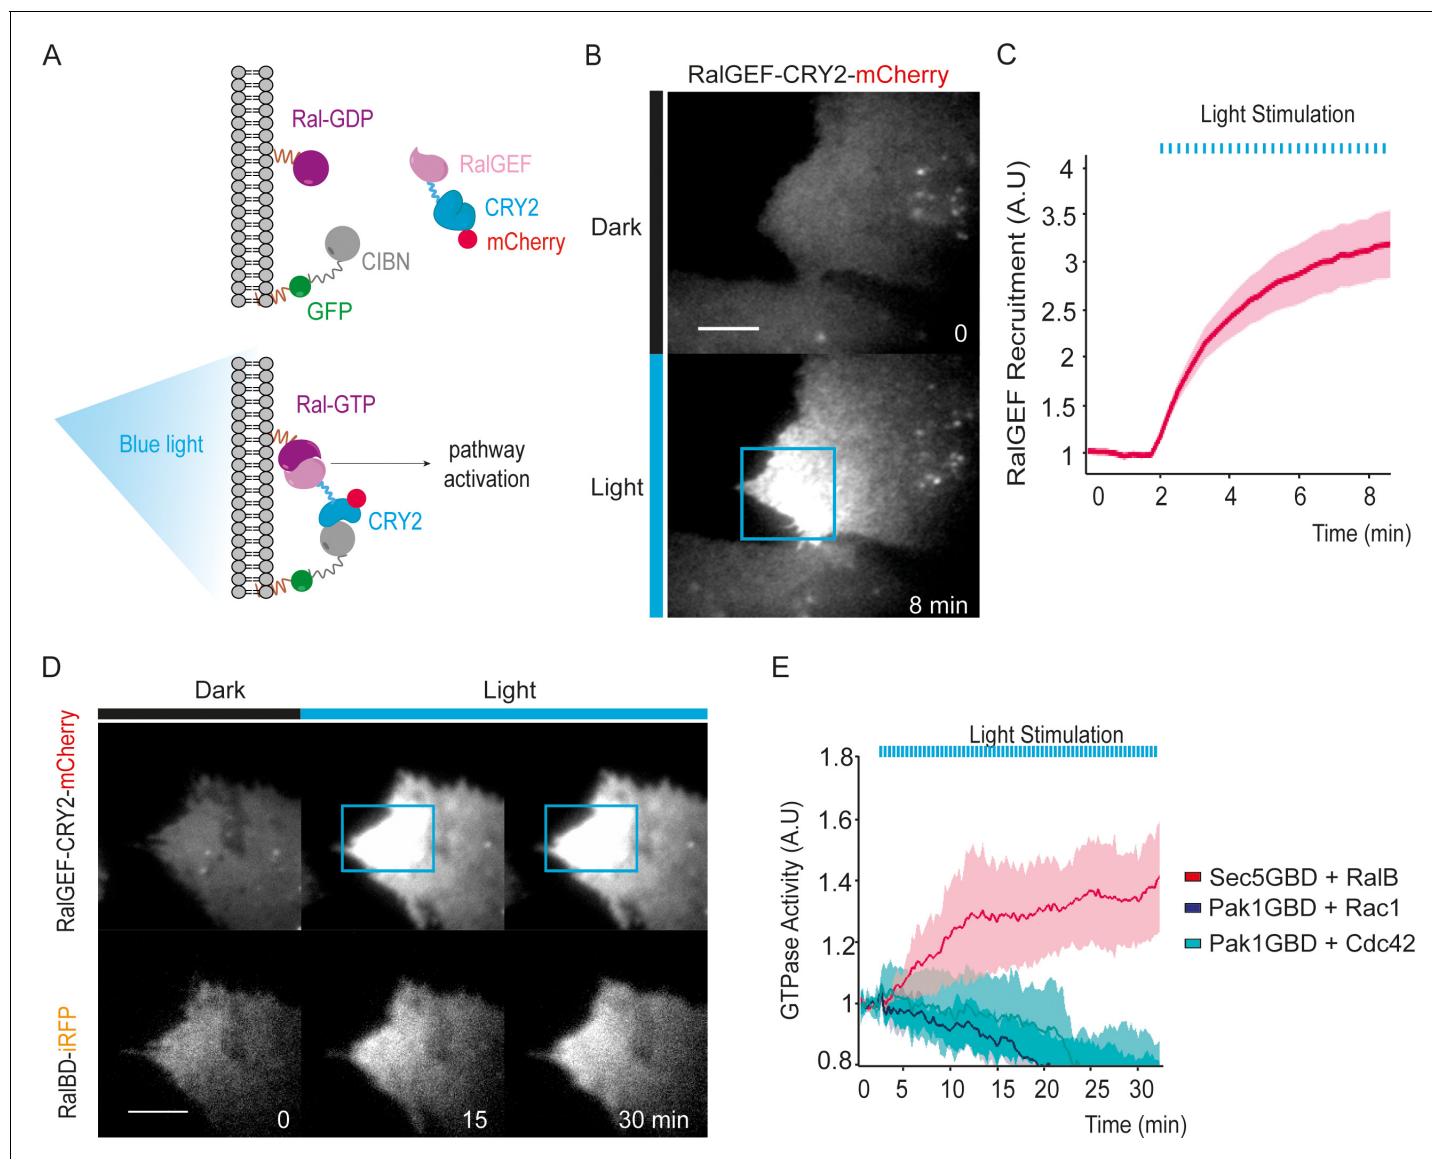 A
Ral-GDP
RalGEF
CRY2
mCherry
CIBN
GFP
Blue light
Ral-GTP
pathway
activation
CRY2
B
RalGEF-CRY2-mCherry
Dark
0
Light
8 min
C
Light Stimulation
RalGEF Recruitment (A.U)
4
3.5
3
2.5
2
1.5
1
0 2 4 6 8
Time (min)
D
Dark Light
RalGEF-CRY2-mCherry
RalBD-iRFP
0 15 30 min
E
Light Stimulation
GTPase Activity (A.U)
1.8
1.6
1.4
1.2
1
0.8
0 5 10 15 20 25 30
Time (min)
Sec5GBD + RalB
Pak1GBD + Rac1
Pak1GBD + Cdc42